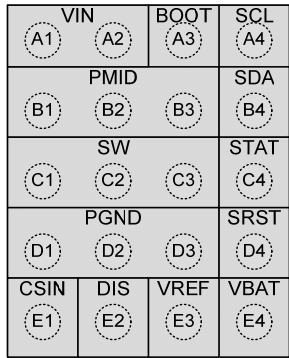 VIN BOOT SCL
A1 A2 A3 A4
PMID SDA
B1 B2 B3 B4
SW STAT
C1 C2 C3 C4
PGND SRST
D1 D2 D3 D4
CSIN DIS VREF VBAT
E1 E2 E3 E4